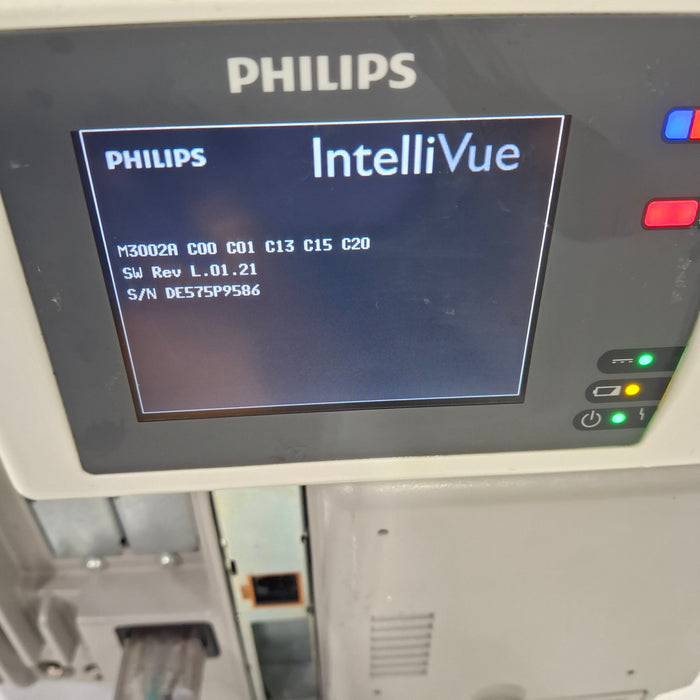 PHILIPS
PHILIPS IntelliVue
M3002A C00 C01 C13 C15 C20
SW Rev L.01.21
S/N DE575P9586